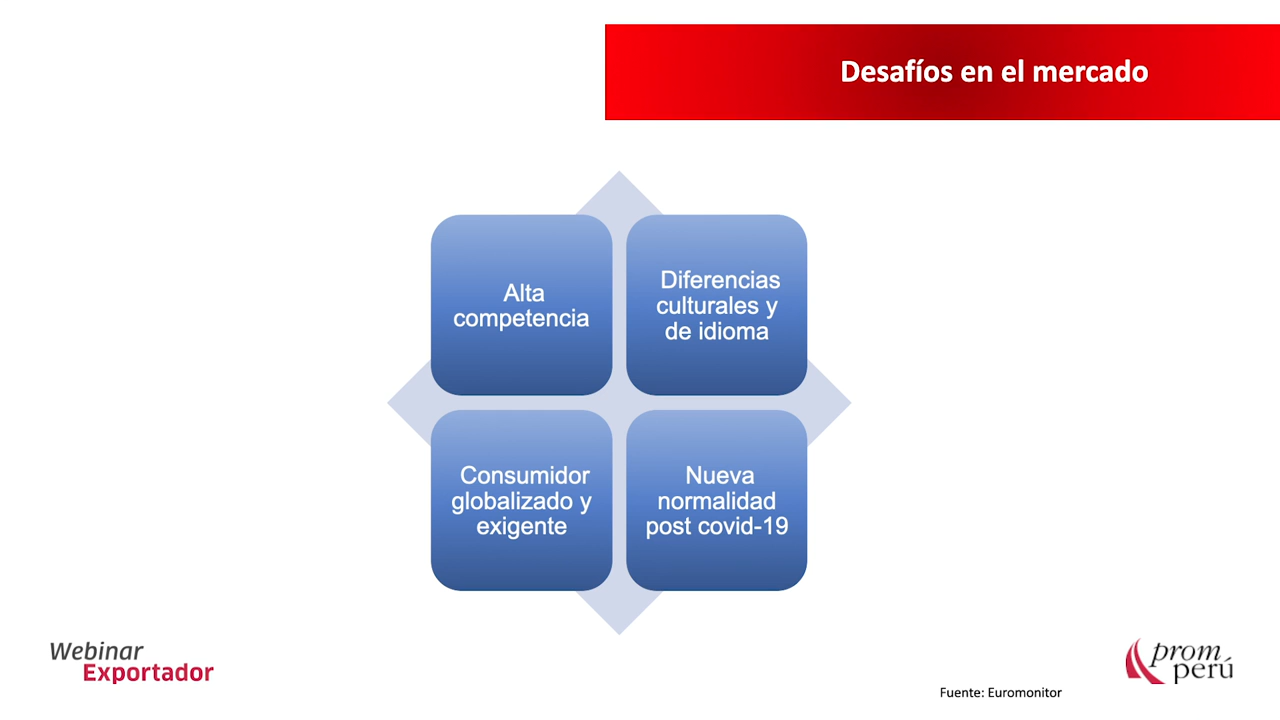 Desafíos en el mercado
Alta
competencia
Diferencias
culturales y
de idioma
Consumidor
globalizado y
exigente
Nueva
normalidad
post covid-19
Webinar
Exportador
prom
perú
Fuente: Euromonitor